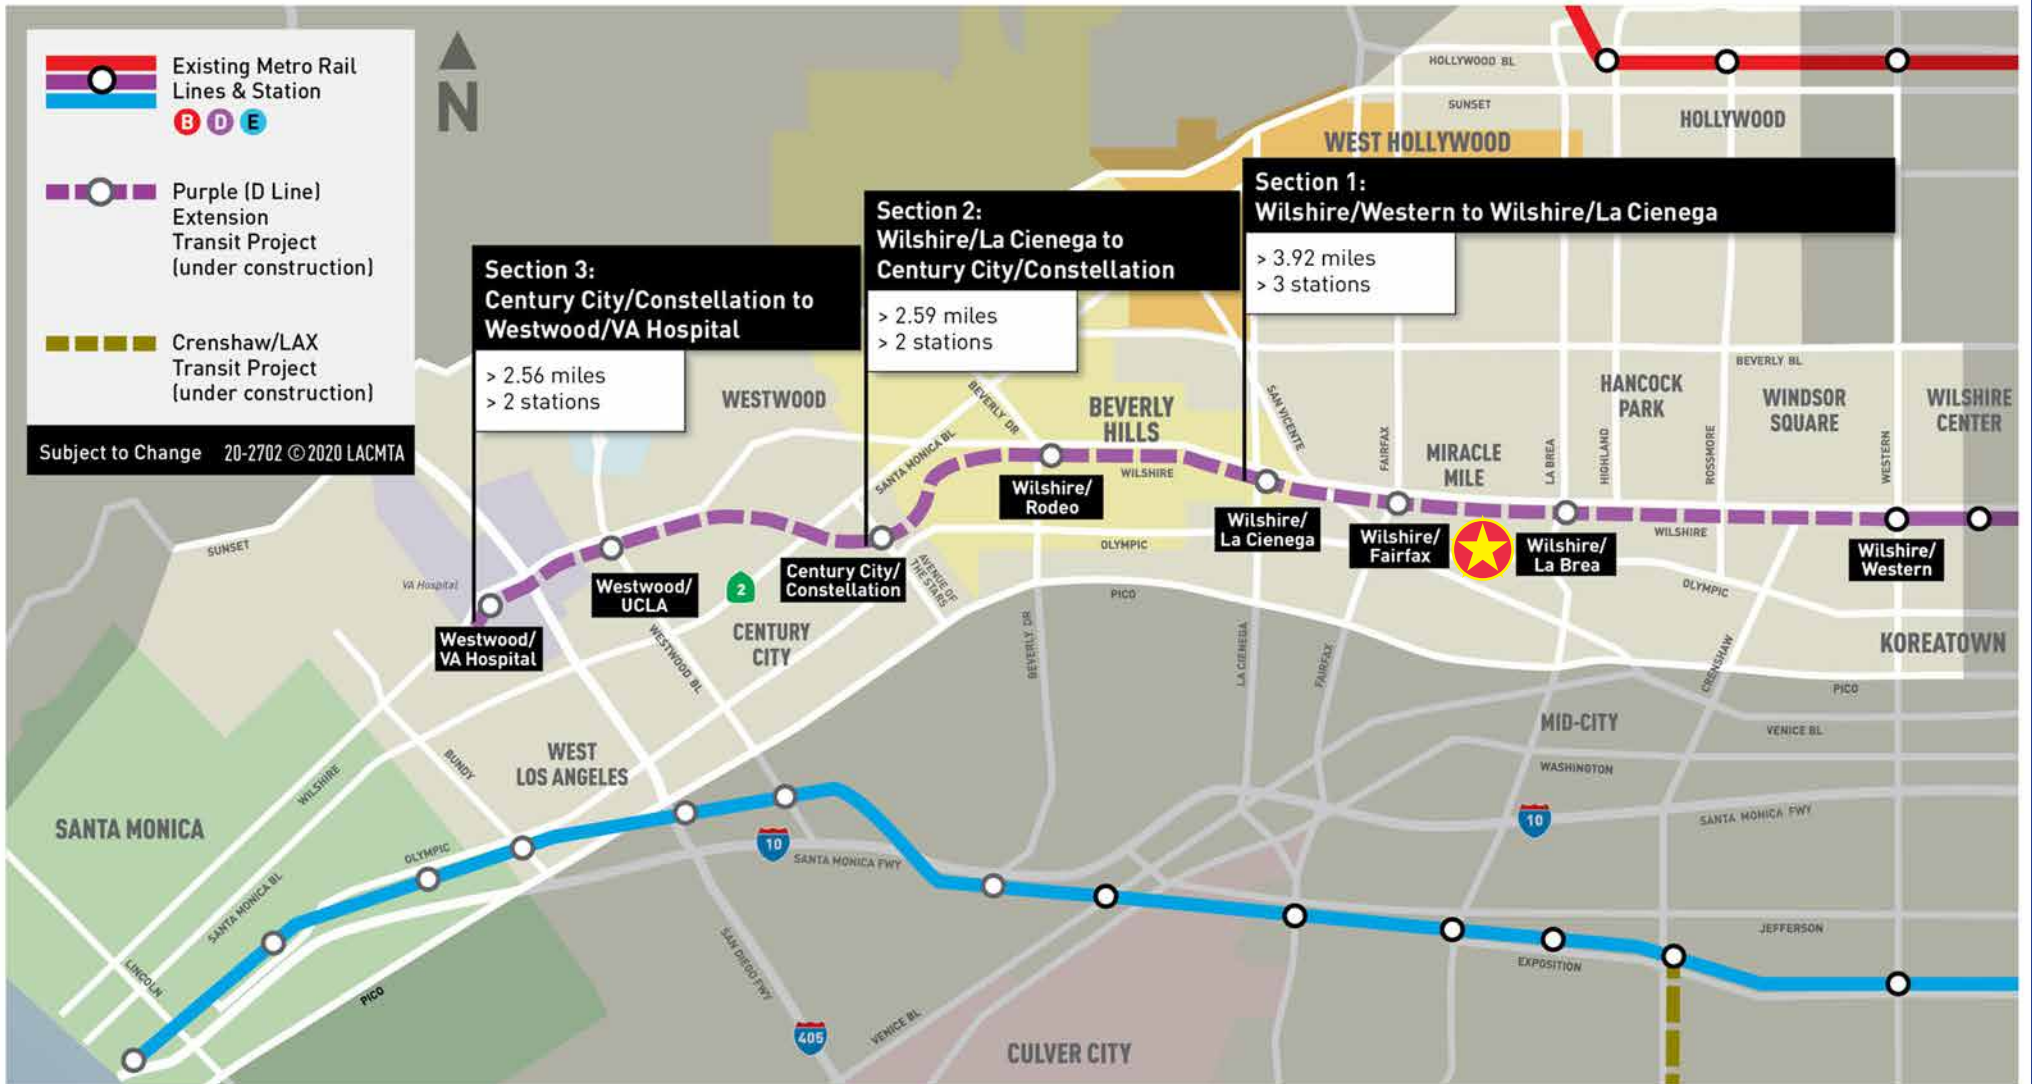 Existing Metro Rail
Lines & Station
B D E
Purple (D Line)
Extension
Transit Project
(under construction)
Crenshaw/LAX
Transit Project
(under construction)
Subject to Change 20-2702 © 2020 LACMTA
N
Section 3:
Century City/Constellation to
Westwood/VA Hospital
> 2.56 miles
> 2 stations
Section 2:
Wilshire/La Cienega to
Century City/Constellation
> 2.59 miles
> 2 stations
Section 1:
Wilshire/Western to Wilshire/La Cienega
> 3.92 miles
> 3 stations
HOLLYWOOD BL
SUNSET
HOLLYWOOD
WEST HOLLYWOOD
BEVERLY BL
WESTWOOD
BEVERLY DR
SANTA MONICA BL
BEVERLY
HILLS
WILSHIRE
SAN VICENTE
FAIRFAX
MIRACLE
MILE
LA BREA
HIGHLAND
HANCOCK
PARK
ROSSMORE
WINDSOR
SQUARE
WESTERN
WILSHIRE
CENTER
Wilshire/
Rodeo
Wilshire/
La Cienega
Wilshire/
Fairfax
Wilshire/
La Brea
WILSHIRE
Wilshire/
Western
SUNSET
VA Hospital
Westwood/
VA Hospital
Westwood/
UCLA
2
Century City/
Constellation
AVENUE OF
THE STARS
OLYMPIC
PICO
OLYMPIC
CENTURY
CITY
WESTWOOD BL
BEVERLY DR
LA CIENEGA
FAIRFAX
CRENSHAW
KOREATOWN
PICO
MID-CITY
VENICE BL
WASHINGTON
WEST
LOS ANGELES
BUNDY
WILSHIRE
SANTA MONICA
OLYMPIC
SANTA MONICA BL
10
SANTA MONICA FWY
10
SANTA MONICA FWY
LINCOLN
PICO
SAN DIEGO FWY
405
VENICE BL
CULVER CITY
EXPOSITION
JEFFERSON